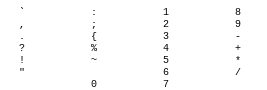 ` : 1 8
, ; 2 9
. { 3 -
? % 4 +
! ~ 5 *
" 6 /
0 7